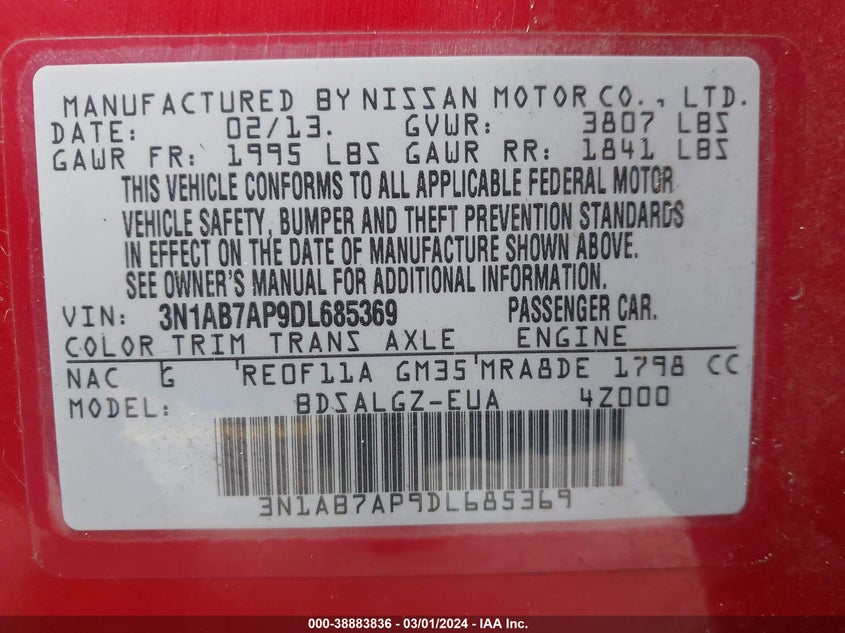 MANUFACTURED BY NISSAN MOTOR CO., LTD.
DATE: 02/13. GVWR: 3807 LBS
GAWR FR: 1995 LBS GAWR RR: 1841 LBS
THIS VEHICLE CONFORMS TO ALL APPLICABLE FEDERAL MOTOR
VEHICLE SAFETY, BUMPER AND THEFT PREVENTION STANDARDS
IN EFFECT ON THE DATE OF MANUFACTURE SHOWN ABOVE.
SEE OWNER'S MANUAL FOR ADDITIONAL INFORMATION.
VIN: 3N1AB7AP9DL685369 PASSENGER CAR.
COLOR TRIM TRANS AXLE ENGINE
NAC G 'RE0F11A GM35'MRA8DE 1798 CC
MODEL: BDSALGZ-EUA 4Z000
3N1AB7AP9DL685369
000-38883836 - 03/01/2024 - IAA Inc.